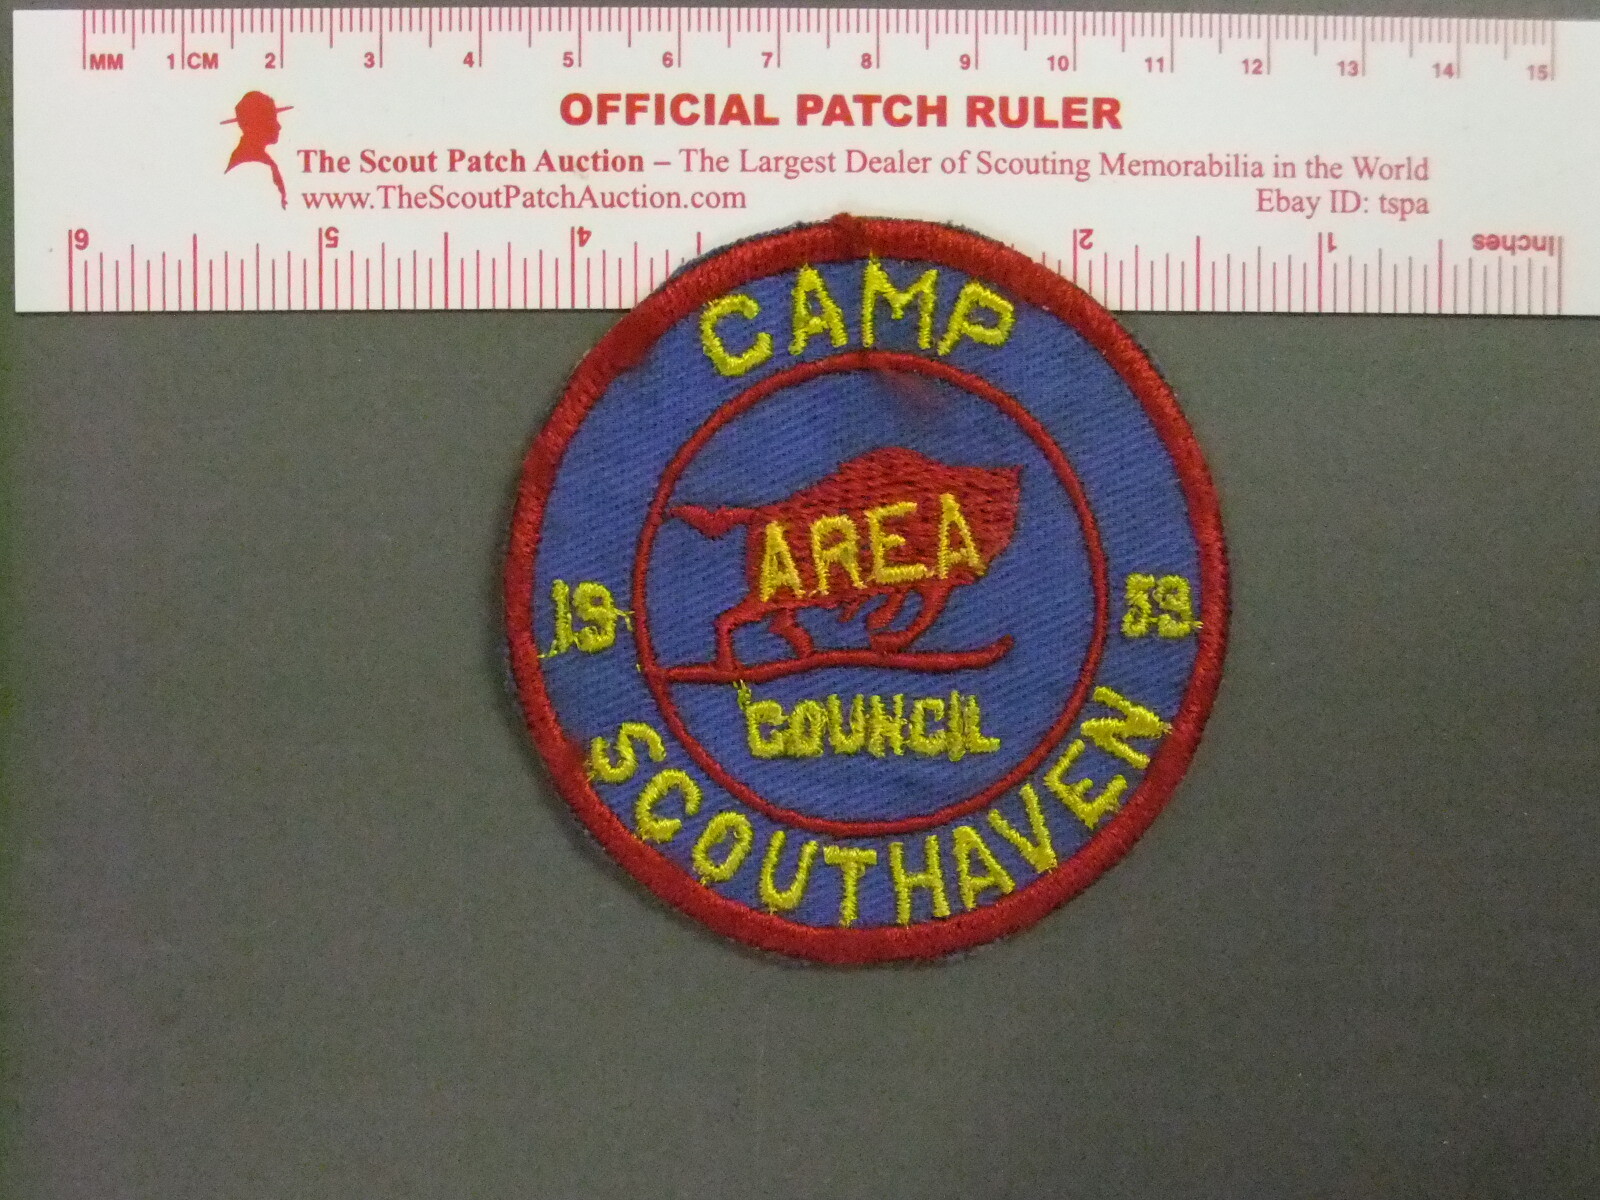 MM 1 CM 2 3 4 5 6 7 8 9 10 11 12 13 14 15
OFFICIAL PATCH RULER
The Scout Patch Auction – The Largest Dealer of Scouting Memorabilia in the World
www.TheScoutPatchAuction.com
Ebay ID: tspa
6 5 4 2 1 Inches
CAMP
AREA
19 59
COUNCIL
SCOUTHAVEN